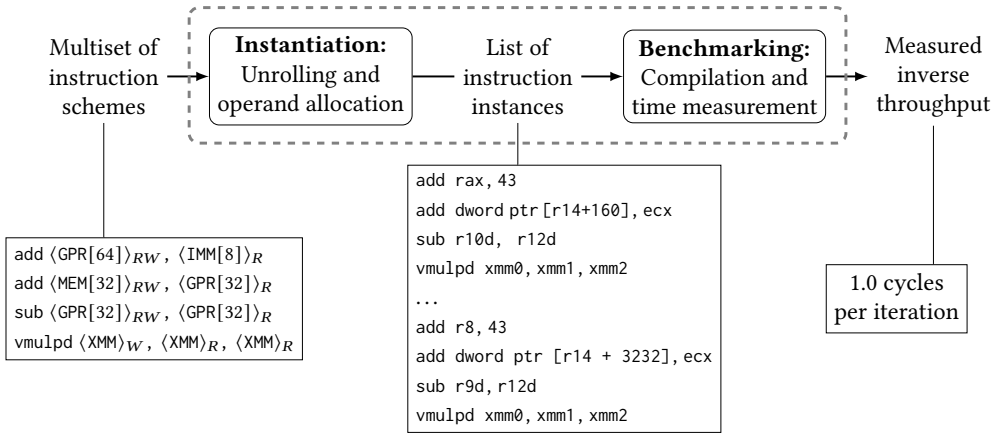 Multiset of
instruction
schemes
Instantiation:
Unrolling and
operand allocation
List of
instruction
instances
Benchmarking:
Compilation and
time measurement
Measured
inverse
throughput
add ⟨GPR[64]⟩RW, ⟨IMM[8]⟩R
add ⟨MEM[32]⟩RW, ⟨GPR[32]⟩R
sub ⟨GPR[32]⟩RW, ⟨GPR[32]⟩R
vmulpd ⟨XMM⟩W, ⟨XMM⟩R, ⟨XMM⟩R
add rax, 43
add dword ptr [r14+160], ecx
sub r10d, r12d
vmulpd xmm0, xmm1, xmm2
...
add r8, 43
add dword ptr [r14 + 3232], ecx
sub r9d, r12d
vmulpd xmm0, xmm1, xmm2
1.0 cycles
per iteration